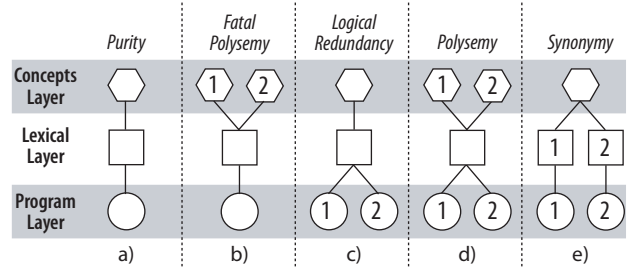 Purity
Fatal
Polysemy
Logical
Redundancy
Polysemy
Synonymy
Concepts
Layer
1 2
1 2
Lexical
Layer
1 2
Program
Layer
1 2
1 2
1 2
a) b) c) d) e)